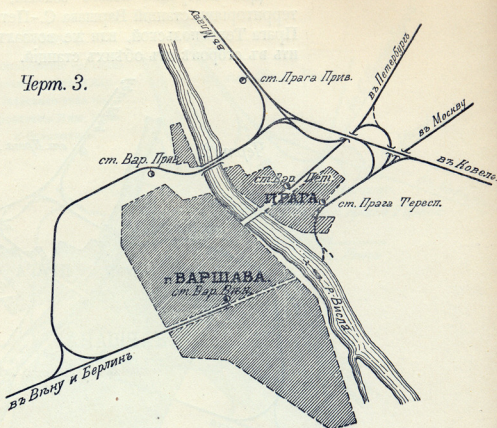 Черт. 3.
въ Млаву
ст. Прага Прив.
въ Петербургъ
въ Москву
въ Ковель
ст. Вар. Прив.
ст. Вар. Пет.
ПРАГА.
ст. Прага Тересп.
г. ВАРШАВА.
ст. Вар. Вѣн.
р. Висла
въ Вѣну и Берлинъ